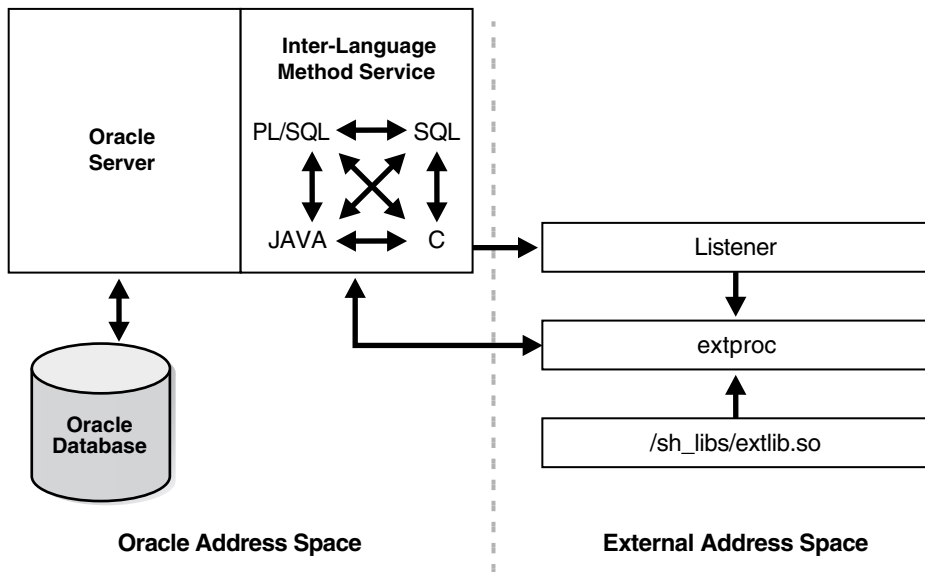 Inter-Language
Method Service
Oracle
Server
PL/SQL
SQL
JAVA
C
Listener
extproc
/sh_libs/extlib.so
Oracle
Database
Oracle Address Space
External Address Space